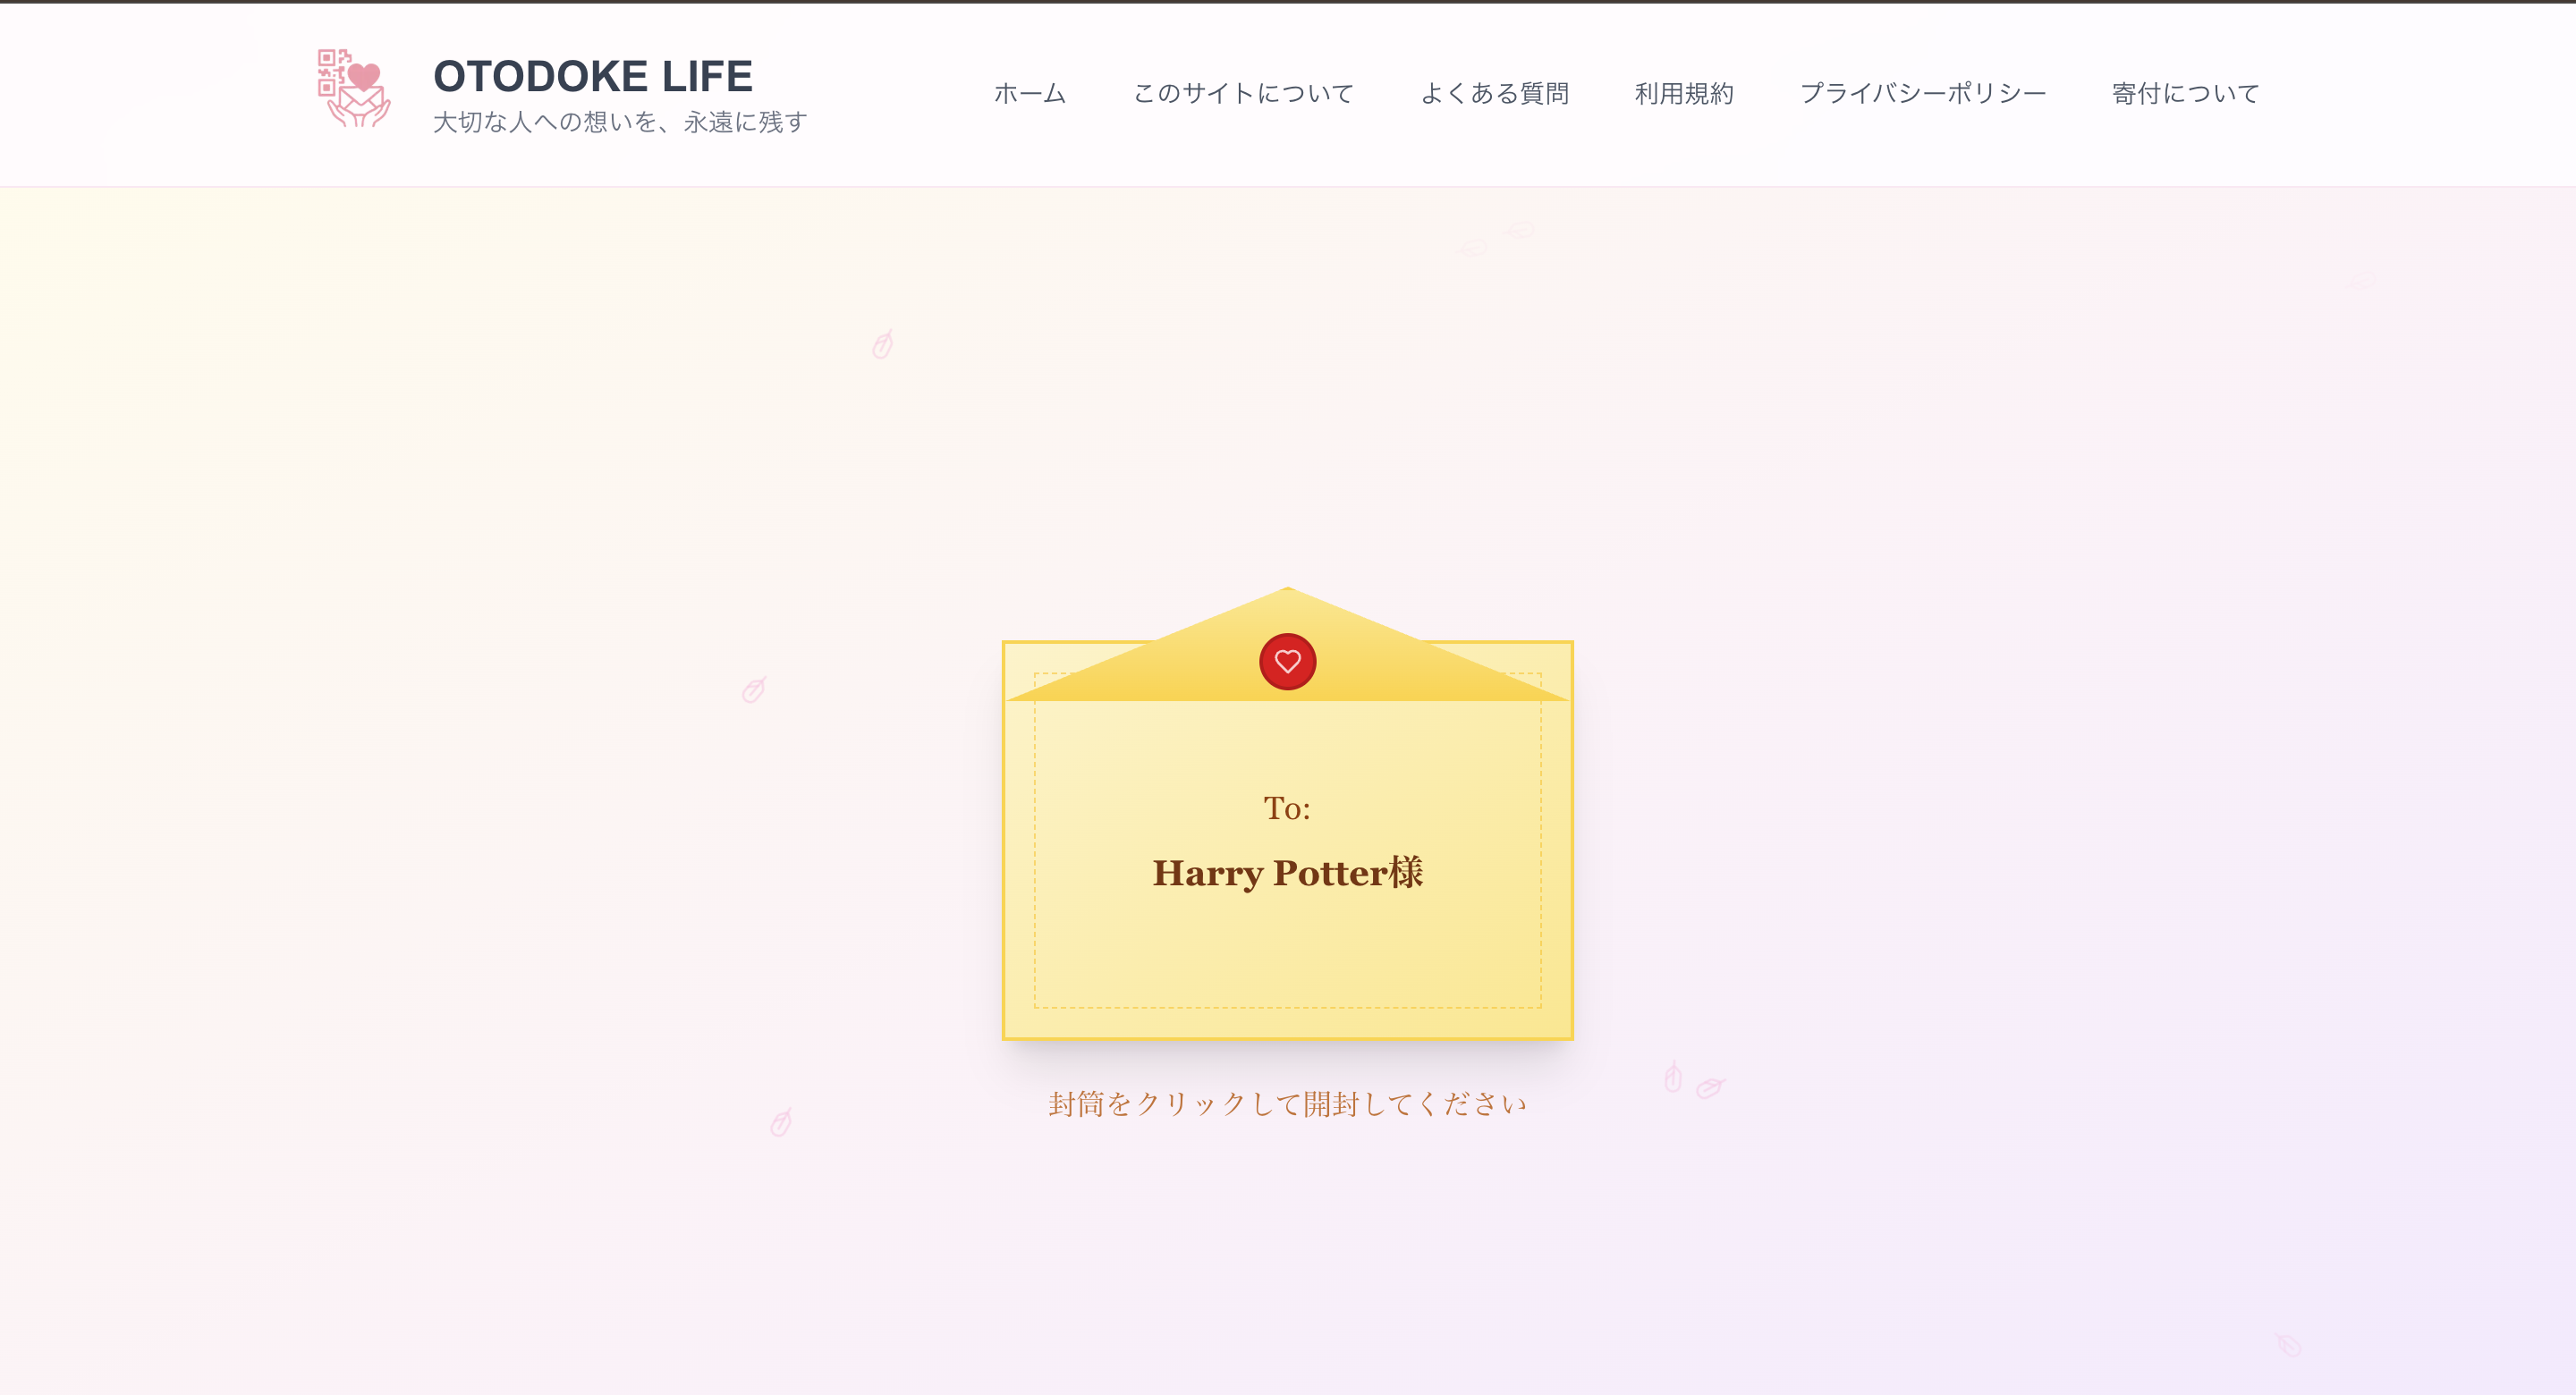 OTODOKE LIFE
大切な人への想いを、永遠に残す
ホーム
このサイトについて
よくある質問
利用規約
プライバシーポリシー
寄付について
To:
Harry Potter様
封筒をクリックして開封してください